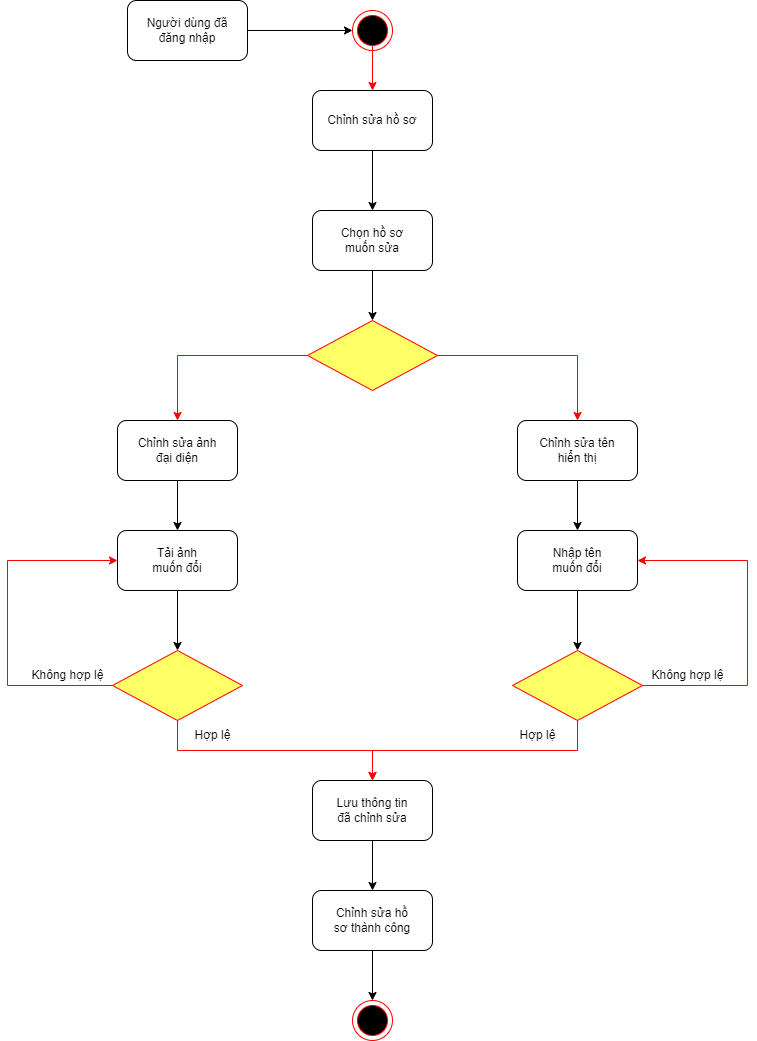 Người dùng đã
đăng nhập
Chỉnh sửa hồ sơ
Chọn hồ sơ
muốn sửa
Chỉnh sửa ảnh
đại diện
Chỉnh sửa tên
hiển thị
Tải ảnh
muốn đổi
Nhập tên
muốn đổi
Không hợp lệ
Không hợp lệ
Hợp lệ
Hợp lệ
Lưu thông tin
đã chỉnh sửa
Chỉnh sửa hồ
sơ thành công